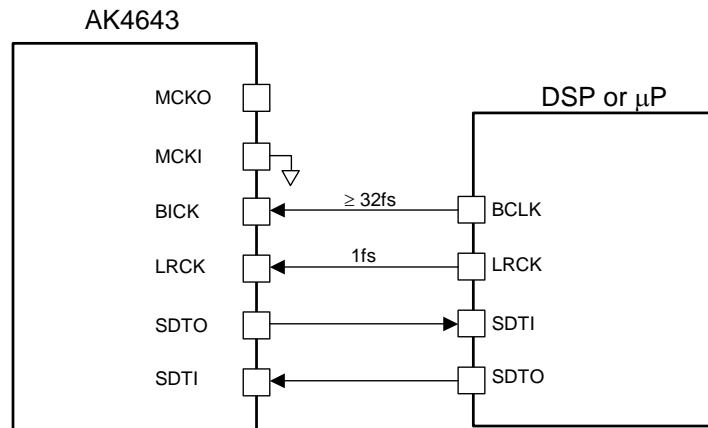 AK4643
DSP or μP
MCKO
MCKI
BICK
≥ 32fs
BCLK
LRCK
1fs
LRCK
SDTO
SDTI
SDTI
SDTO